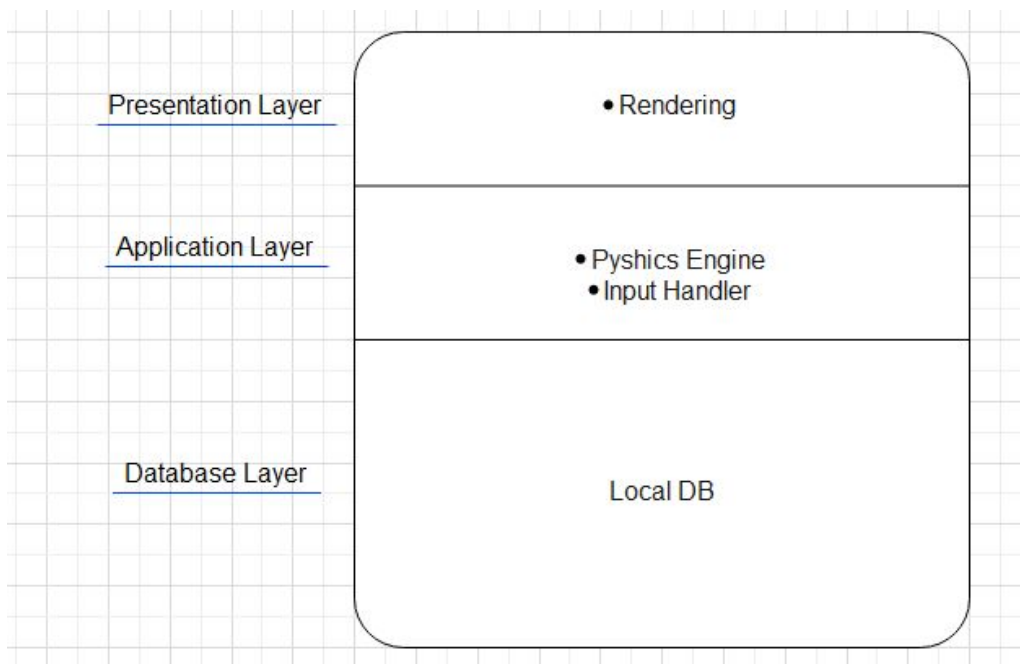 Presentation Layer
• Rendering
Application Layer
• Pyshics Engine
• Input Handler
Database Layer
Local DB